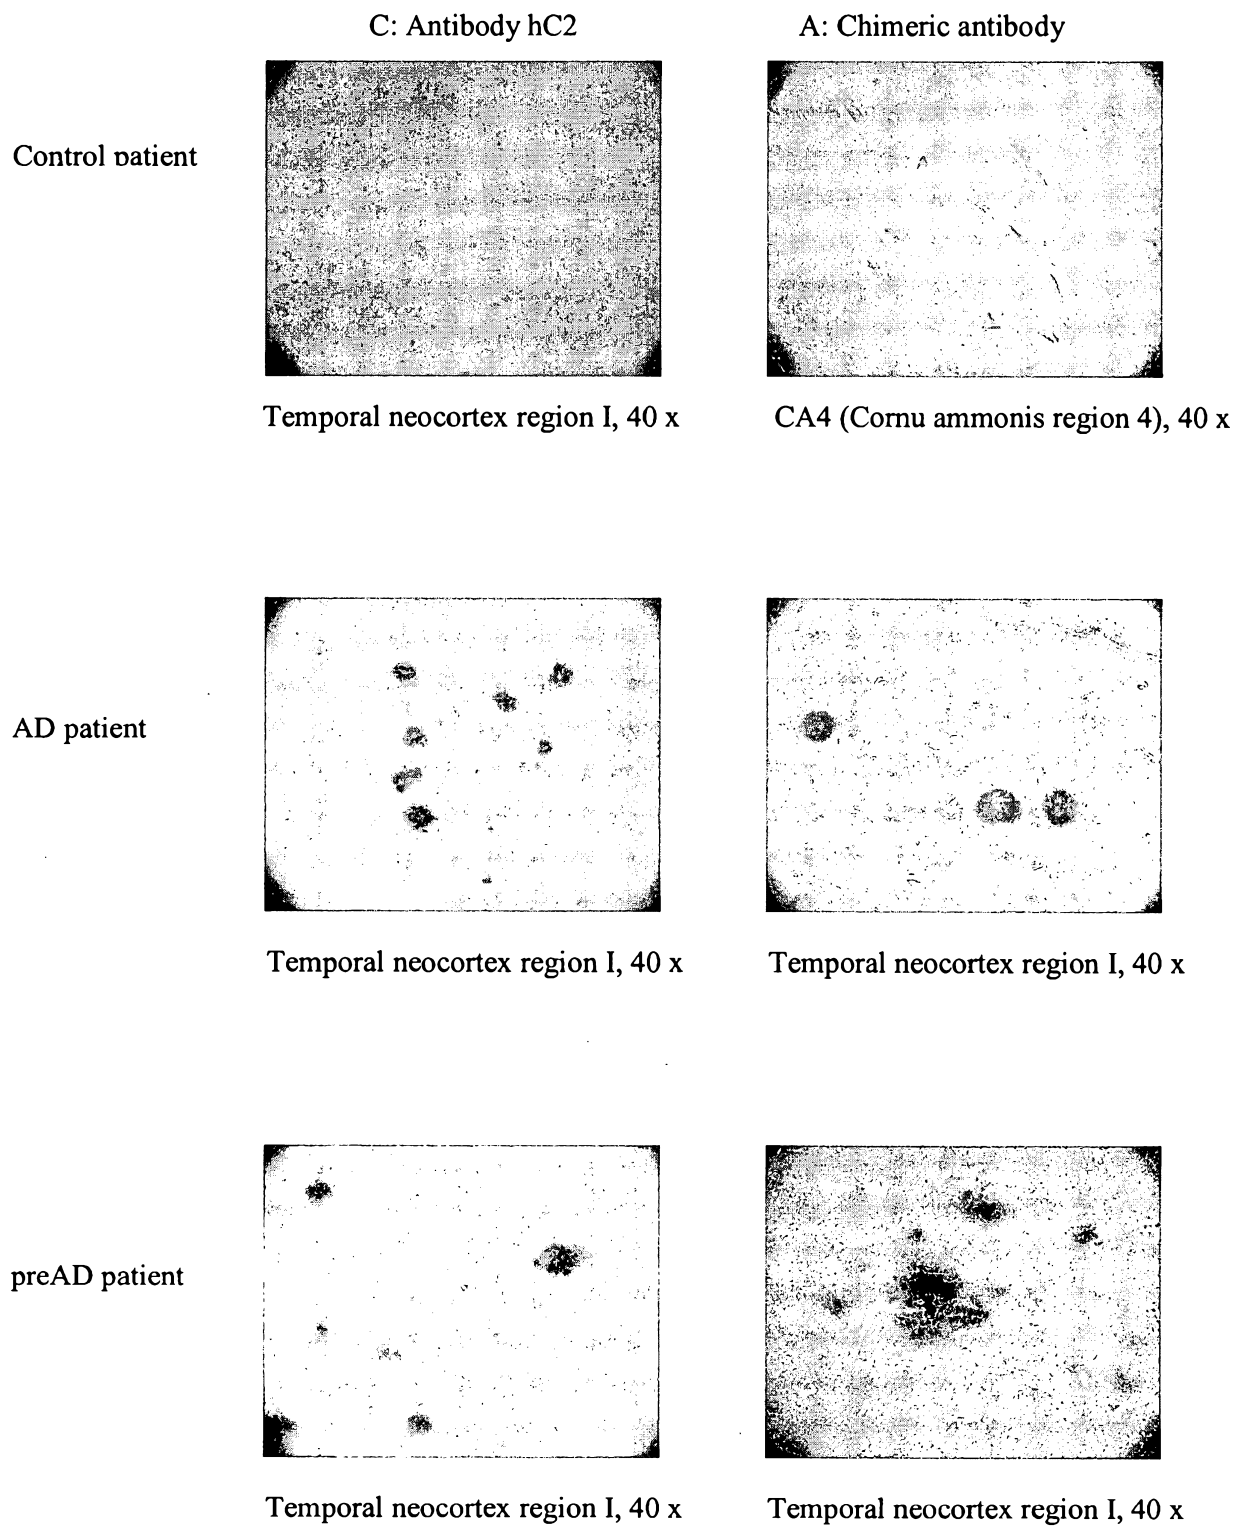 C: Antibody hC2
A: Chimeric antibody
Control patient
Temporal neocortex region I, 40 x
CA4 (Cornu ammonis region 4), 40 x
AD patient
Temporal neocortex region I, 40 x
Temporal neocortex region I, 40 x
preAD patient
Temporal neocortex region I, 40 x
Temporal neocortex region I, 40 x